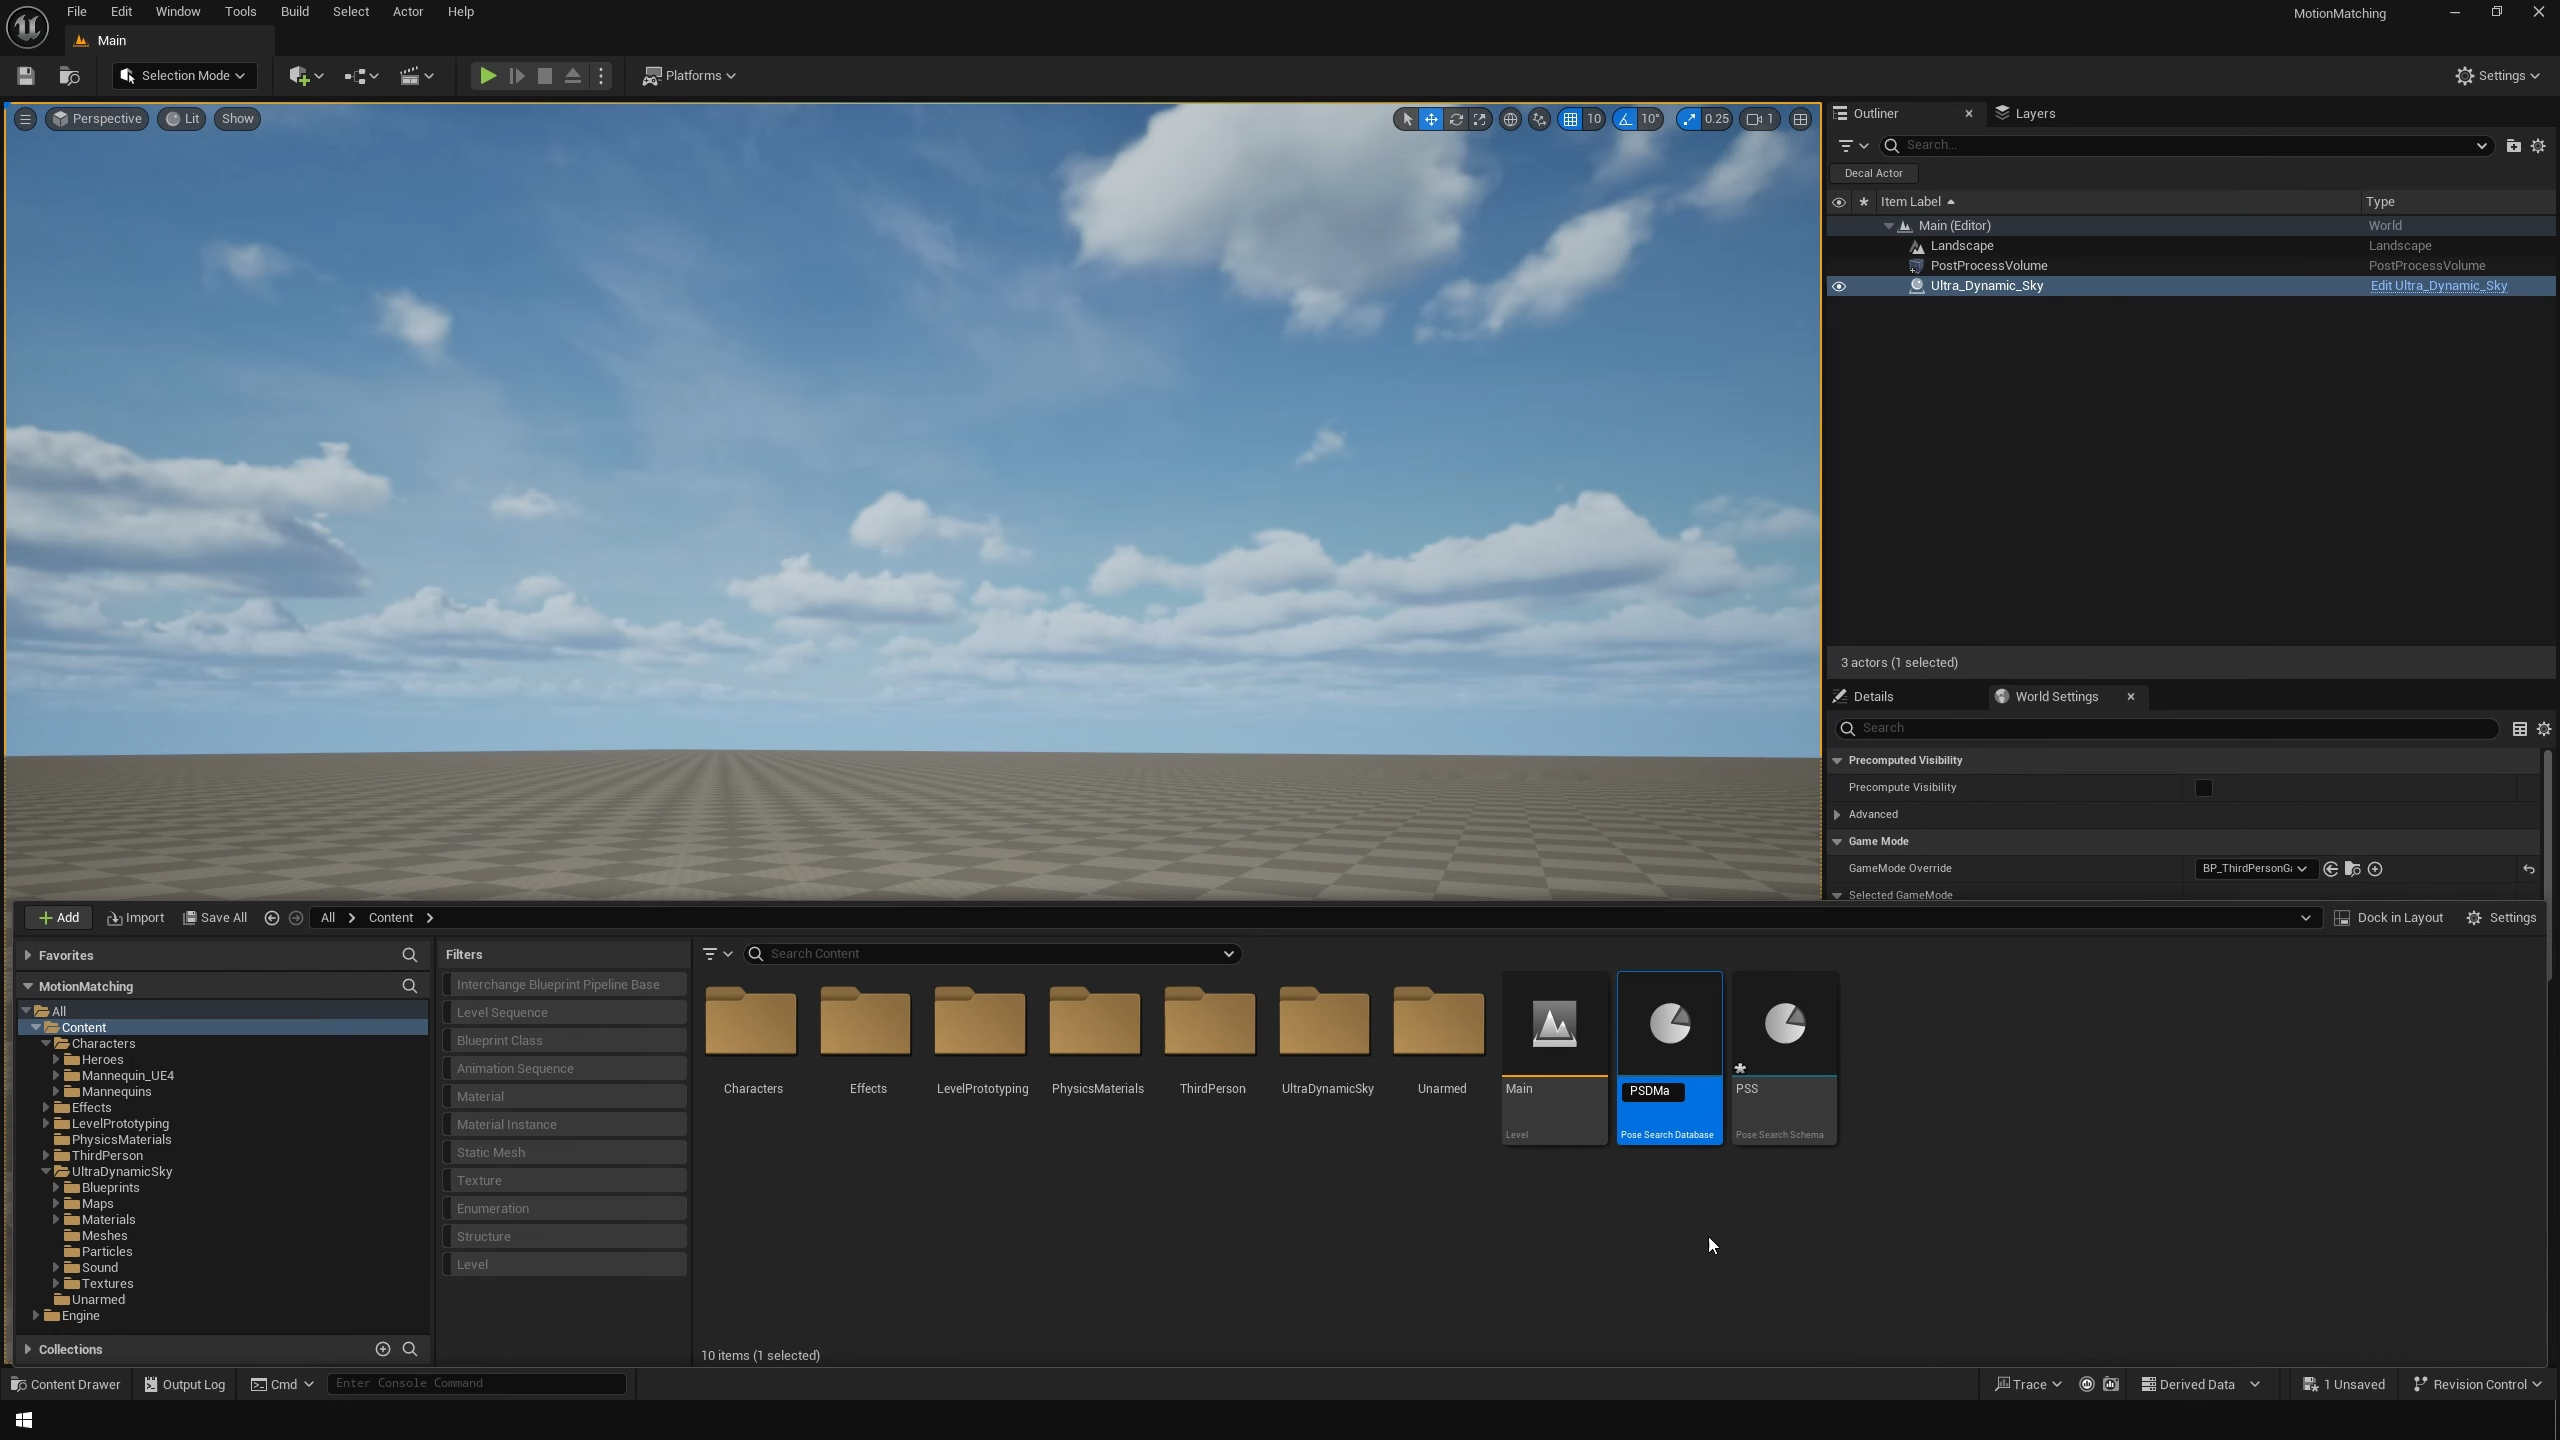 File Edit Window Tools Build Select Actor Help
MotionMatching
Main
Selection Mode
Platforms
Settings
Perspective Lit Show
10 10° 0.25 1
Outliner
Layers
Search...
Decal Actor
Item Label Type
Main (Editor) World
Landscape Landscape
PostProcessVolume PostProcessVolume
Ultra_Dynamic_Sky Edit Ultra_Dynamic_Sky
3 actors (1 selected)
Details
World Settings
Search
Precomputed Visibility
Precompute Visibility
Advanced
Game Mode
GameMode Override BP_ThirdPersonG
Selected GameMode
Add Import Save All All Content Dock in Layout Settings
Favorites
MotionMatching
All
Content
Characters
Heroes
Mannequin_UE4
Mannequins
Effects
LevelPrototyping
PhysicsMaterials
ThirdPerson
UltraDynamicSky
Blueprints
Maps
Materials
Meshes
Particles
Sound
Textures
Unarmed
Engine
Collections
Filters
Interchange Blueprint Pipeline Base
Level Sequence
Blueprint Class
Animation Sequence
Material
Material Instance
Static Mesh
Texture
Enumeration
Structure
Level
Search Content
Characters
Effects
LevelPrototyping
PhysicsMaterials
ThirdPerson
UltraDynamicSky
Unarmed
Main
Level
PSDMa
Pose Search Database
PSS
Pose Search Schema
10 items (1 selected)
Content Drawer Output Log Cmd Enter Console Command
Trace Derived Data 1 Unsaved Revision Control